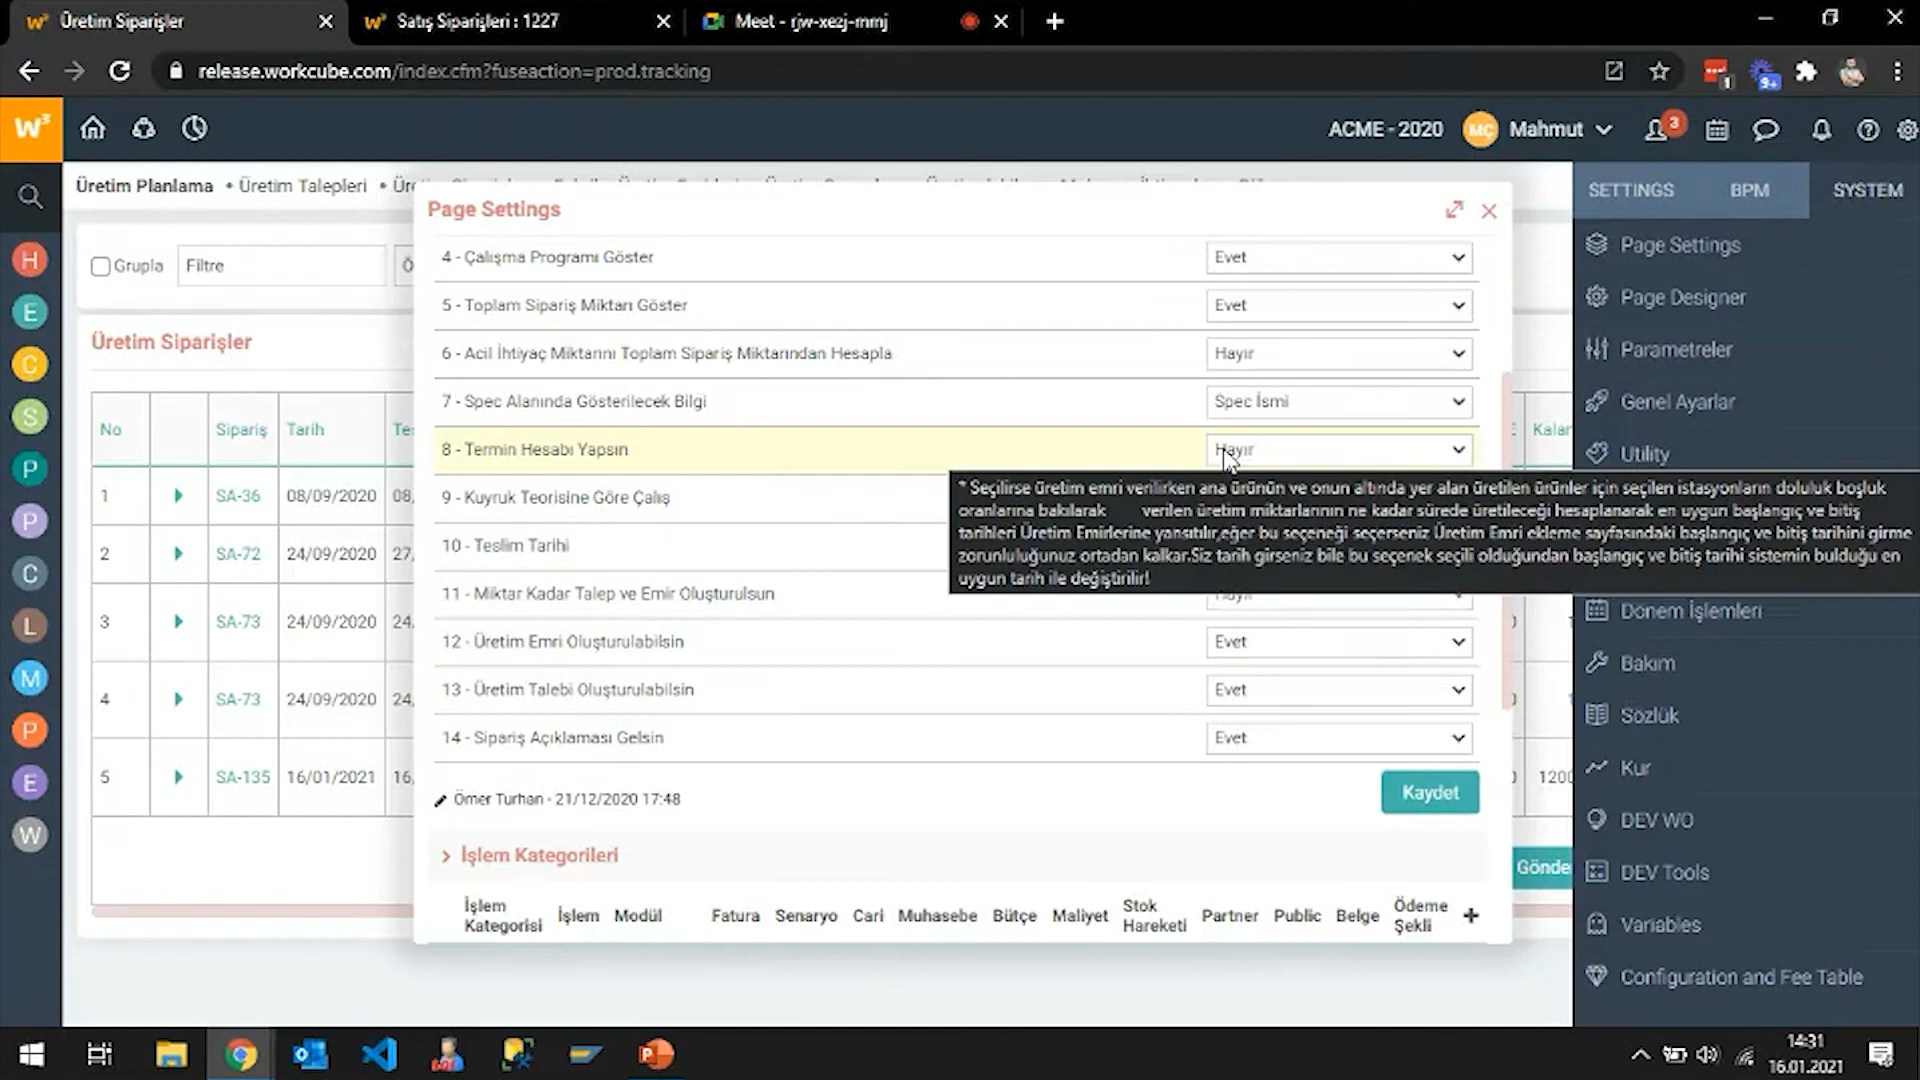 Üretim Siparişler
Satış Siparişleri : 1227
Meet - rjw-xezj-mmj
release.workcube.com/index.cfm?fuseaction=prod.tracking
1
9+
W³
ACME - 2020
MC
Mahmut
3
Üretim Planlama • Üretim Talepleri
SETTINGS
BPM
SYSTEM
Page Settings
Grupla
Filtre
Üretim Siparişler
No
Sipariş
Tarih
Kalan
1
SA-36
08/09/2020
08,
2
SA-72
24/09/2020
27,
3
SA-73
24/09/2020
24,
4
SA-73
24/09/2020
24,
5
SA-135
16/01/2021
16,
1200
Gönde
4 - Çalışma Programı Göster
Evet
5 - Toplam Sipariş Miktarı Göster
Evet
6 - Acil İhtiyaç Miktarını Toplam Sipariş Miktarından Hesapla
Hayır
7 - Spec Alanında Gösterilecek Bilgi
Spec İsmi
8 - Termin Hesabı Yapsın
Hayır
9 - Kuyruk Teorisine Göre Çalış
10 - Teslim Tarihi
11 - Miktar Kadar Talep ve Emir Oluşturulsun
Hayır
12 - Üretim Emri Oluşturulabilsin
Evet
13 - Üretim Talebi Oluşturulabilsin
Evet
14 - Sipariş Açıklaması Gelsin
Evet
* Seçilirse üretim emri verilirken ana ürünün ve onun altında yer alan üretilen ürünler için seçilen istasyonların doluluk boşluk
oranlarına bakılarak verilen üretim miktarlarının ne kadar sürede üretileceği hesaplanarak en uygun başlangıç ve bitiş
tarihleri Üretim Emirlerine yansıtılır,eğer bu seçeneği seçerseniz Üretim Emri ekleme sayfasındaki başlangıç ve bitiş tarihini girme
zorunluluğunuz ortadan kalkar.Siz tarih girseniz bile bu seçenek seçili olduğundan başlangıç ve bitiş tarihi sistemin bulduğu en
uygun tarih ile değiştirilir!
Ömer Turhan - 21/12/2020 17:48
Kaydet
İşlem Kategorileri
İşlem Kategorisi
İşlem
Modül
Fatura
Senaryo
Cari
Muhasebe
Bütçe
Maliyet
Stok Hareketi
Partner
Public
Belge
Ödeme Şekli
Page Settings
Page Designer
Parametreler
Genel Ayarlar
Utility
Dönem İşlemleri
Bakım
Sözlük
Kur
DEV WO
DEV Tools
Variables
Configuration and Fee Table
H
E
C
S
P
P
C
L
M
P
E
W
14:31
16.01.2021